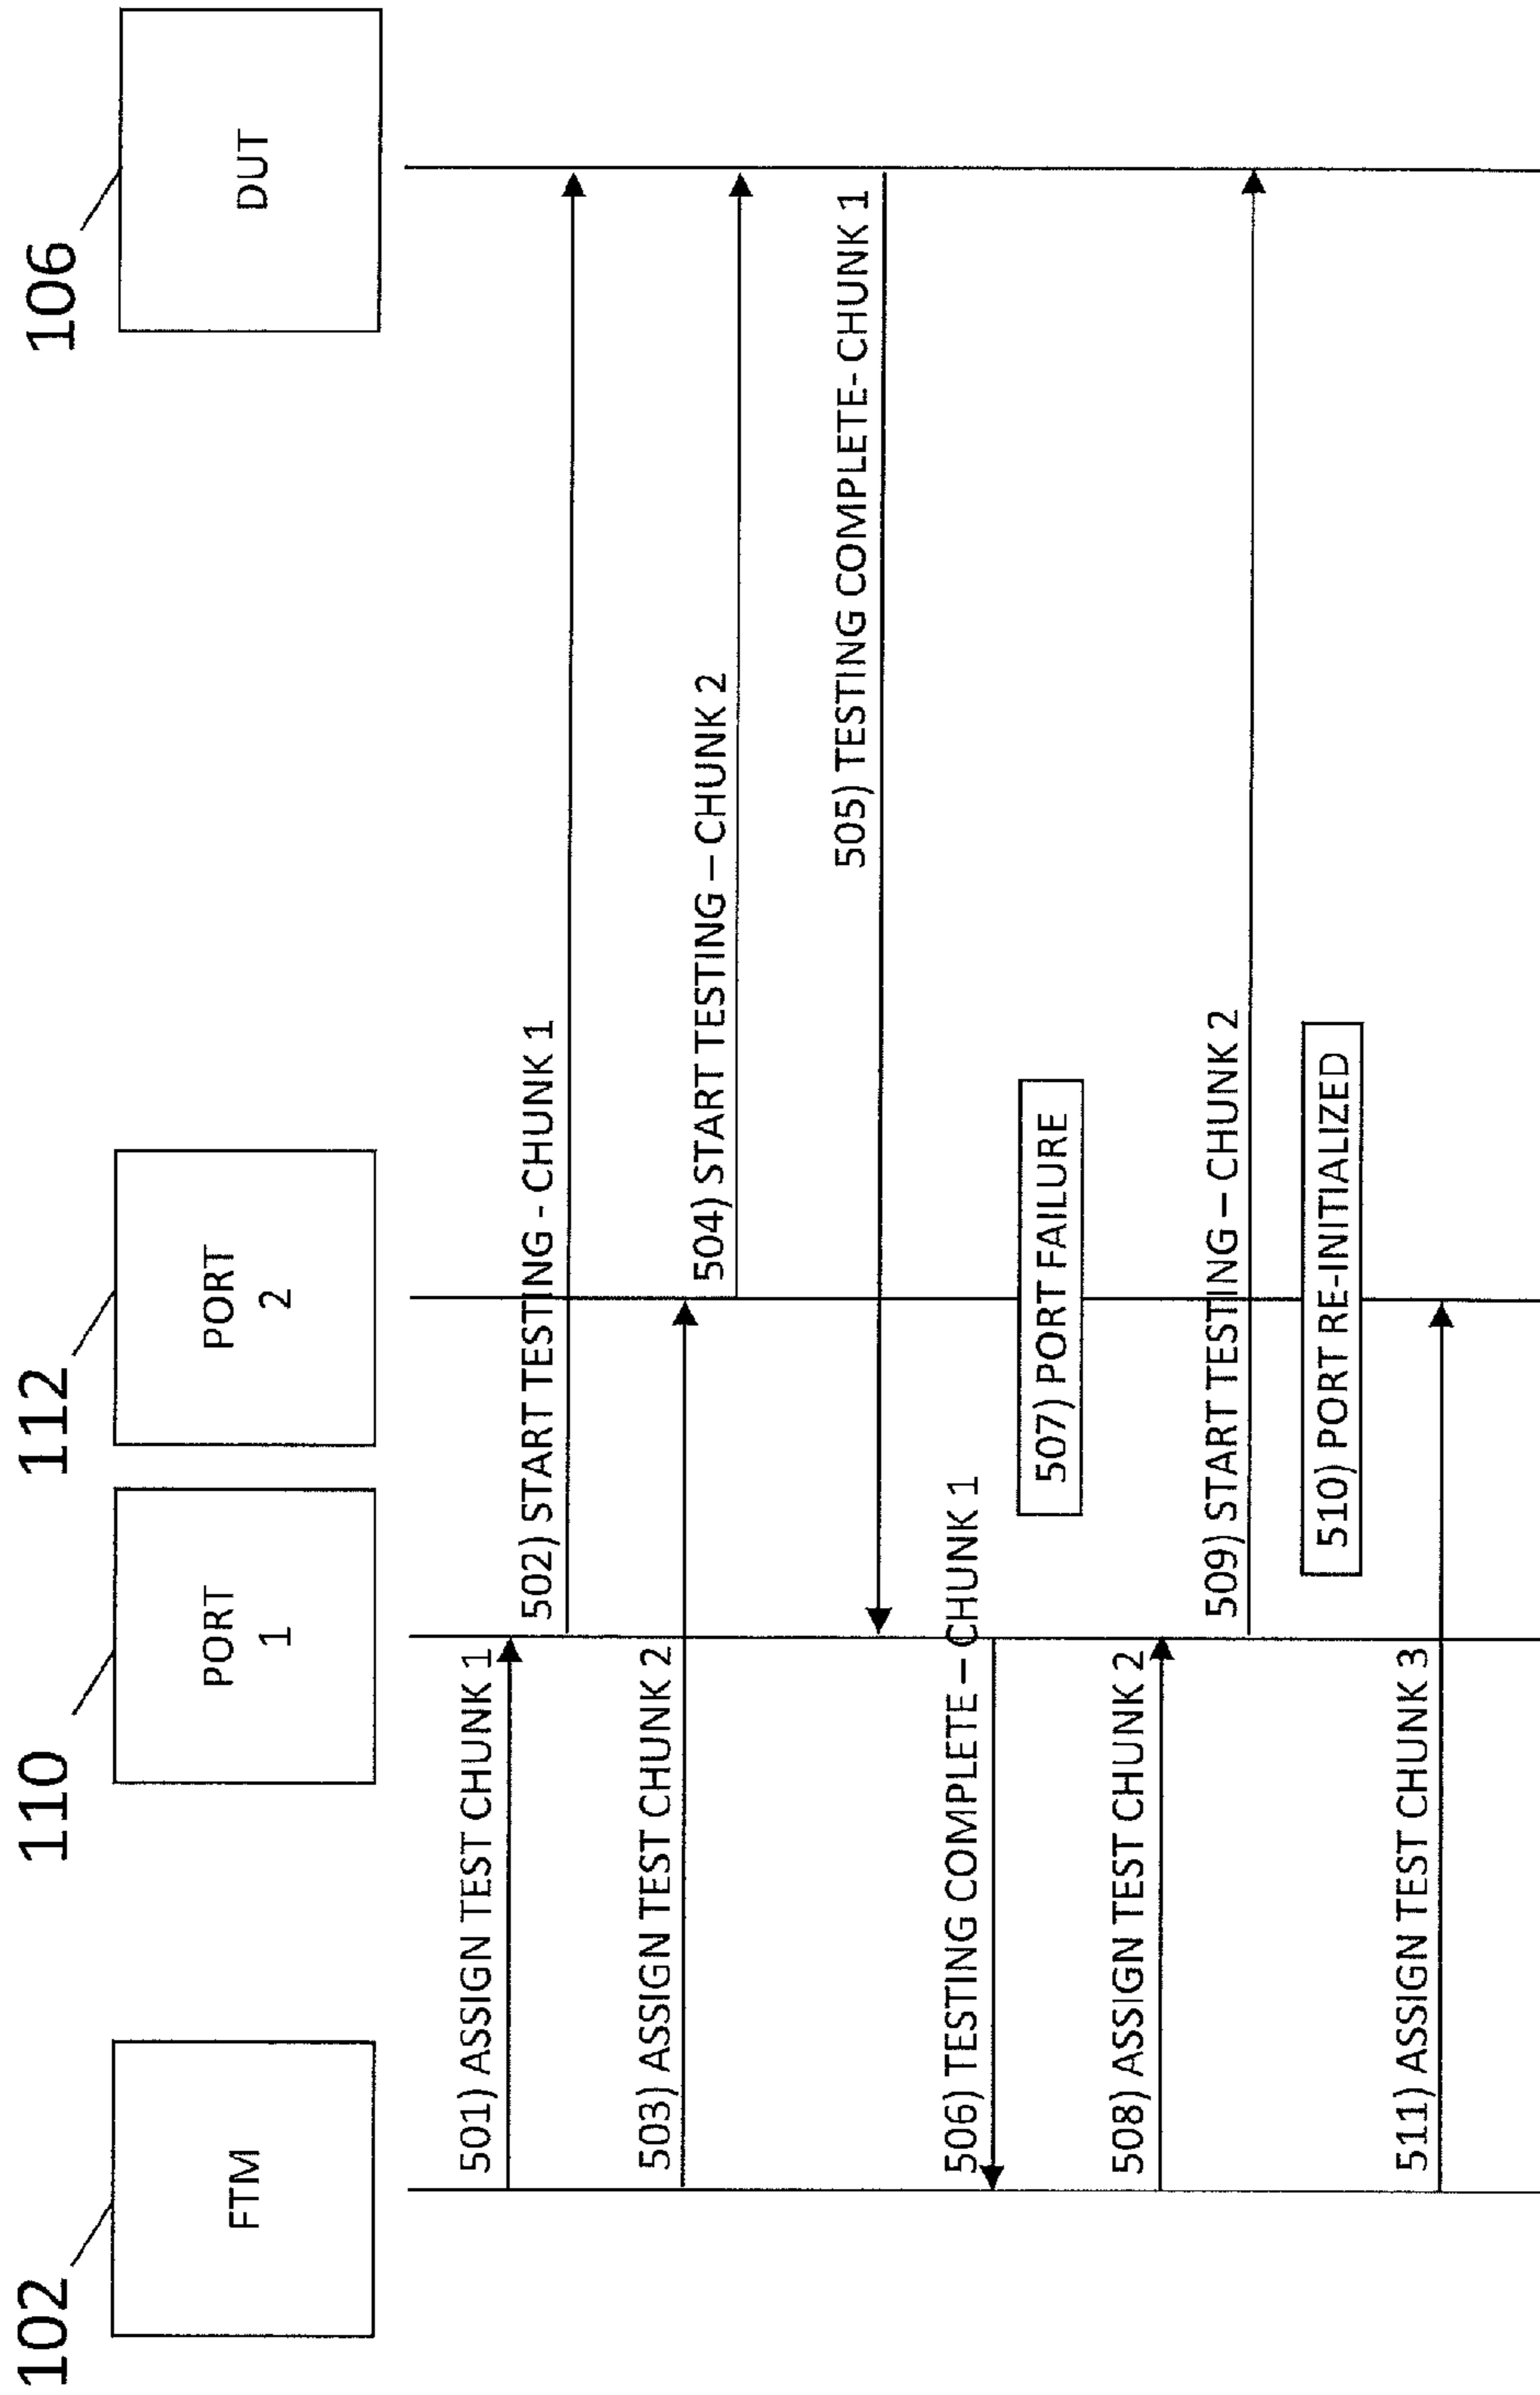 102
110
112
106
FTM
PORT
1
PORT
2
DUT
501) ASSIGN TEST CHUNK 1
502) START TESTING - CHUNK 1
503) ASSIGN TEST CHUNK 2
504) START TESTING – CHUNK 2
505) TESTING COMPLETE- CHUNK 1
506) TESTING COMPLETE – CHUNK 1
507) PORT FAILURE
508) ASSIGN TEST CHUNK 2
509) START TESTING – CHUNK 2
510) PORT RE-INITIALIZED
511) ASSIGN TEST CHUNK 3